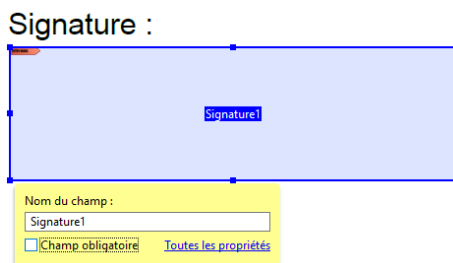 Signature :
Signature1
Nom du champ :
Signature1
Champ obligatoire Toutes les propriétés